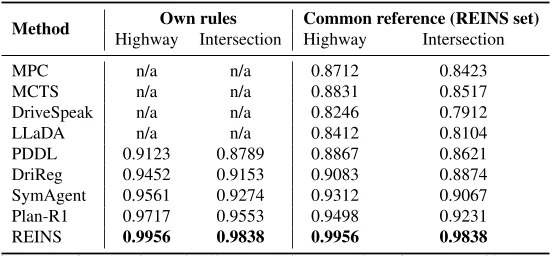 Method Own rules Common reference (REINS set)
Highway Intersection Highway Intersection
MPC n/a n/a 0.8712 0.8423
MCTS n/a n/a 0.8831 0.8517
DriveSpeak n/a n/a 0.8246 0.7912
LLaDA n/a n/a 0.8412 0.8104
PDDL 0.9123 0.8789 0.8867 0.8621
DriReg 0.9452 0.9153 0.9083 0.8874
SymAgent 0.9561 0.9274 0.9312 0.9067
Plan-R1 0.9717 0.9553 0.9498 0.9231
REINS 0.9956 0.9838 0.9956 0.9838